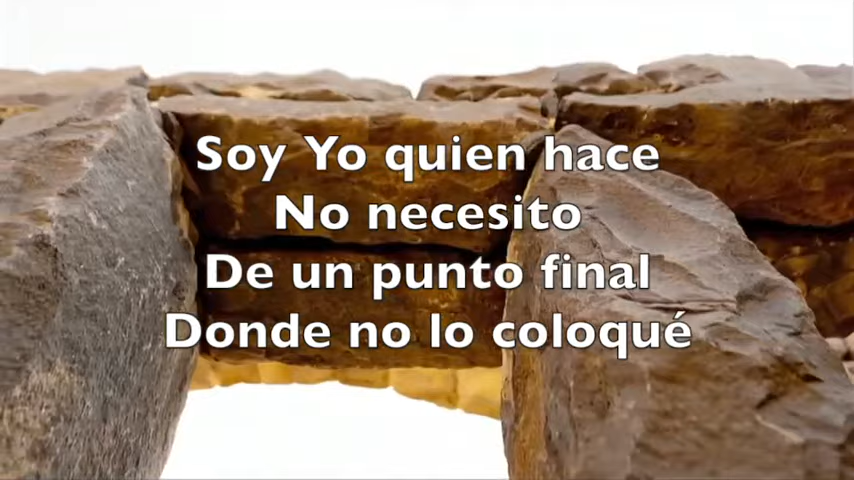 Soy Yo quien hace
No necesito
De un punto final
Donde no lo coloqué